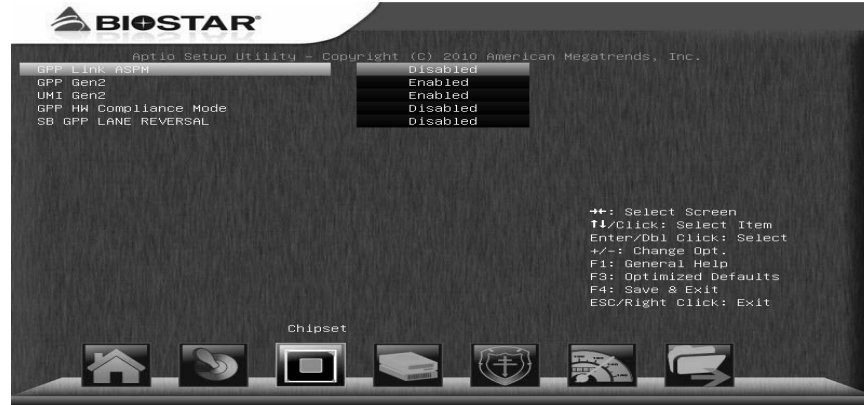 BIOSTAR®
Aptio Setup Utility - Copyright (C) 2010 American Megatrends, Inc.
GPP Link ASPM Disabled
GPP Gen2 Enabled
UMI Gen2 Enabled
GPP HW Compliance Mode Disabled
SB GPP LANE REVERSAL Disabled
→←: Select Screen
↑↓/Click: Select Item
Enter/Dbl Click: Select
+/-: Change Opt.
F1: General Help
F3: Optimized Defaults
F4: Save & Exit
ESC/Right Click: Exit
Chipset